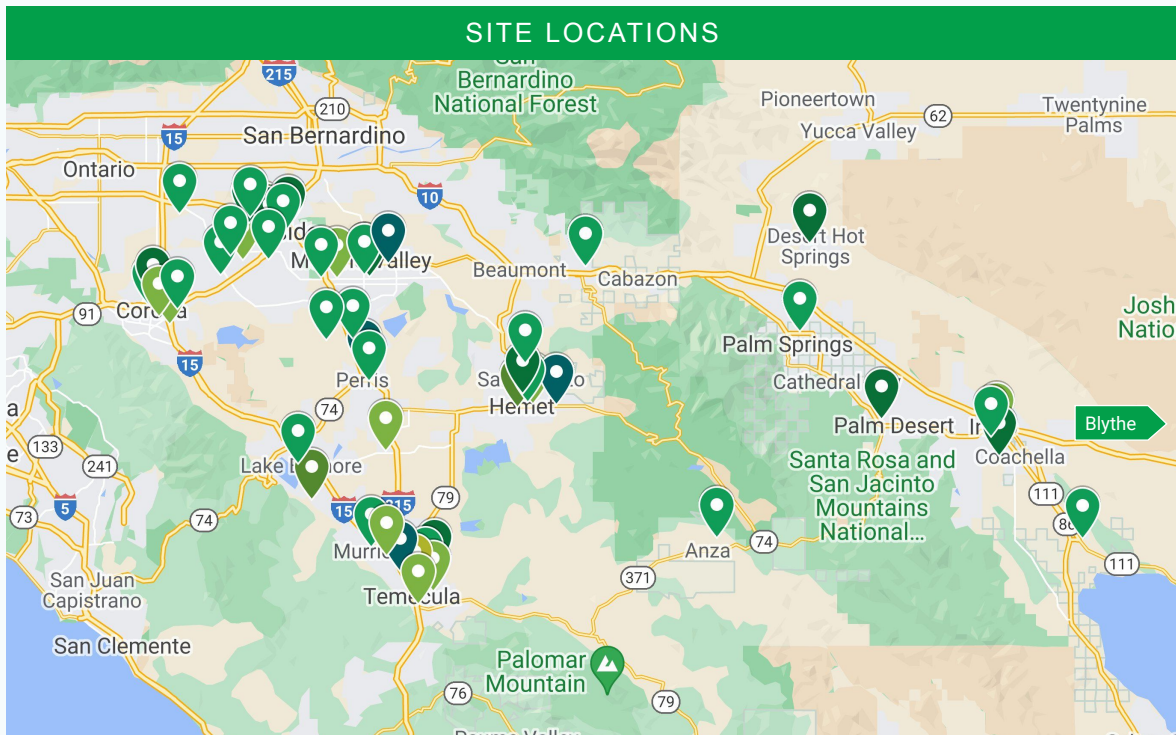 SITE LOCATIONS
215
Bernardino
National Forest
210
Pioneertown
62
Twentynine
Palms
15
San Bernardino
Yucca Valley
Ontario
10
Desert Hot
Springs
Valley
Beaumont
Cabazon
91
Josh
Natio
15
Palm Springs
Perris
Cathedral
74
Hemet
Palm Desert
Blythe
133
241
Lake
Coachella
Santa Rosa and
San Jacinto
Mountains
National...
79
111
5
15
215
73
74
Anza
74
111
San Juan
Capistrano
371
Temecula
San Clemente
Palomar
Mountain
76
79